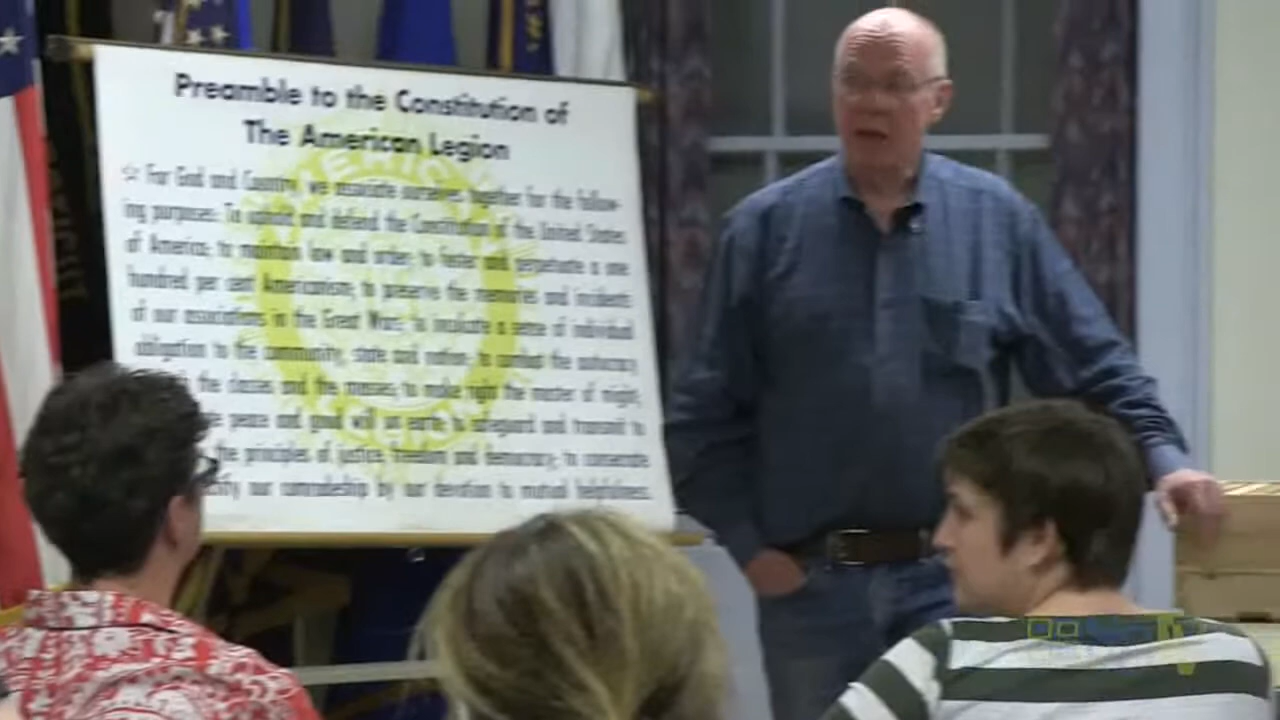 Preamble to the Constitution of
The American Legion
☆ For God and Country, we associate ourselves together for the follow-
ing purposes: To uphold and defend the Constitution of the United States
of America; to maintain law and order; to foster and perpetuate a one
hundred per cent Americanism; to preserve the memories and incidents
of our associations in the Great Wars; to inculcate a sense of individual
obligation to the community, state and nation; to combat the autocracy
the classes and the masses; to make right the master of might;
peace and good will on earth; to safeguard and transmit to
the principles of justice, freedom and democracy; to consecrate
our comradeship by our devotion to mutual helpfulness.